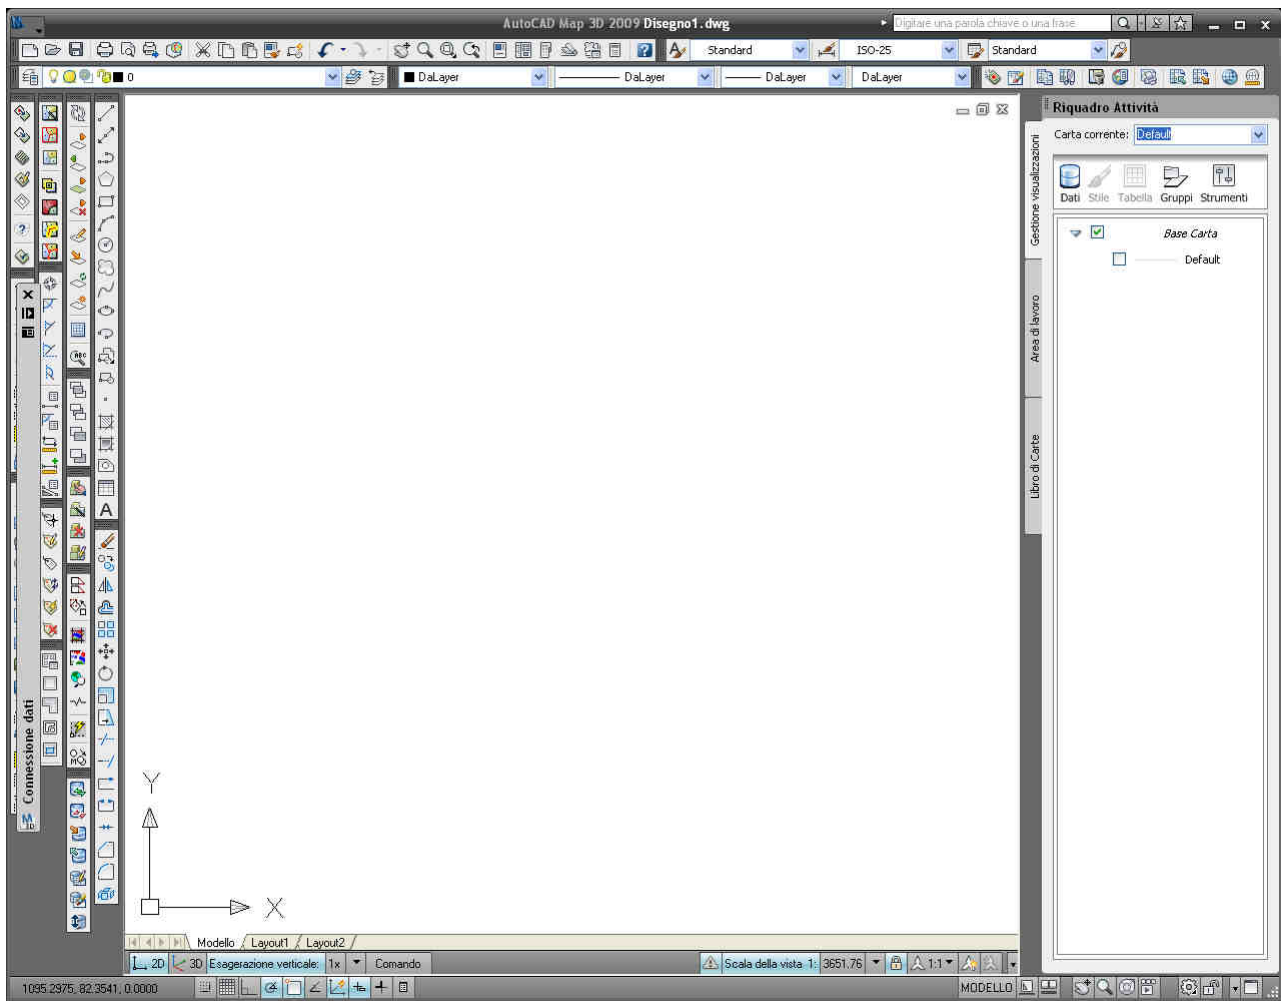 AutoCAD Map 3D 2009 Disegno1.dwg
Digitare una parola chiave o una frase
Standard
ISO-25
Standard
0
DaLayer
DaLayer
DaLayer
DaLayer
Riquadro Attività
Carta corrente: Default
Dati Stile Tabella Gruppi Strumenti
Base Carta
Default
Gestione visualizzazioni
Area di lavoro
Libro di Carte
Connessione dati
ABC
A
Y
X
Modello Layout1 Layout2
2D 3D Esagerazione verticale: 1x Comando
Scala della vista 1: 3651.76 1:1
1095.2975, 82.3541, 0.0000
MODELLO